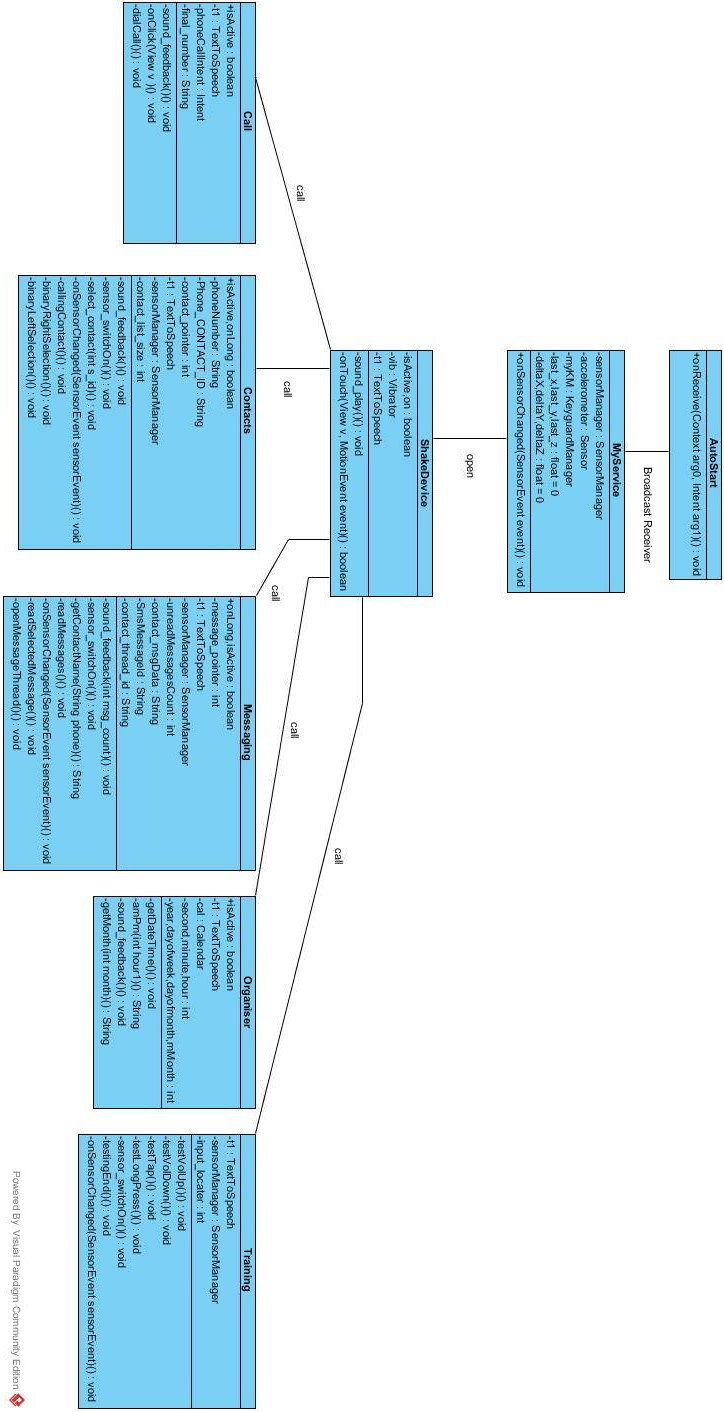 AutoStart
+onReceive(Context arg0, Intent arg1)() : void
Broadcast Receiver
MyService
-sensorManager : SensorManager
-accelerometer : Sensor
-myKM : KeyguardManager
-last_x,last_y,last_z : float = 0
-deltaX,deltaY,deltaZ : float = 0
+onSensorChanged(SensorEvent event)() : void
open
ShakeDevice
-isActive,on : boolean
-vib : Vibrator
-t1 : TextToSpeech
-sound_play()() : void
-onTouch(View v, MotionEvent event)() : boolean
call
call
call
call
call
Call
+isActive : boolean
-t1 : TextToSpeech
-phoneCallIntent : Intent
-final_number : String
-sound_feedback()() : void
-onClick(View v )() : void
-dialCall()() : void
Contacts
+isActive,onLong : boolean
-phoneNumber : String
-Phone_CONTACT_ID : String
-contact_pointer : int
-t1 : TextToSpeech
-sensorManager : SensorManager
-contact_list_size : int
-sound_feedback()() : void
-sensor_switchOn()() : void
-select_contact(int s_id)() : void
-onSensorChanged(SensorEvent sensorEvent)() : void
-callingContact()() : void
-binaryRightSelection()() : void
-binaryLeftSelection()() : void
Messaging
+onLong,isActive : boolean
-message_pointer : int
-t1 : TextToSpeech
-sensorManager : SensorManager
-unreadMessagesCount : int
-contact_msgData : String
-SmsMessageId : String
-contact_thread_id : String
-sound_feedback(int msg_count)() : void
-sensor_switchOn()() : void
-getContactName(String phone)() : String
-readMessages()() : void
-onSensorChanged(SensorEvent sensorEvent)() : void
-readSelectedMessage()() : void
-openMessageThread()() : void
Organiser
+isActive : boolean
-t1 : TextToSpeech
-cal : Calendar
-second,minute,hour : int
-year,dayofweek,dayofmonth,mMonth : int
-getDateTime()() : void
-amPm(int hour1)() : String
-sound_feedback()() : void
-getMonth(int month)() : String
Training
-t1 : TextToSpeech
-sensorManager : SensorManager
-input_locater : int
-testVolUp()() : void
-testVolDown()() : void
-testTap()() : void
-testLongPress()() : void
-sensor_switchOn()() : void
-testingEnd()() : void
-onSensorChanged(SensorEvent sensorEvent)() : void
Powered By Visual Paradigm Community Edition